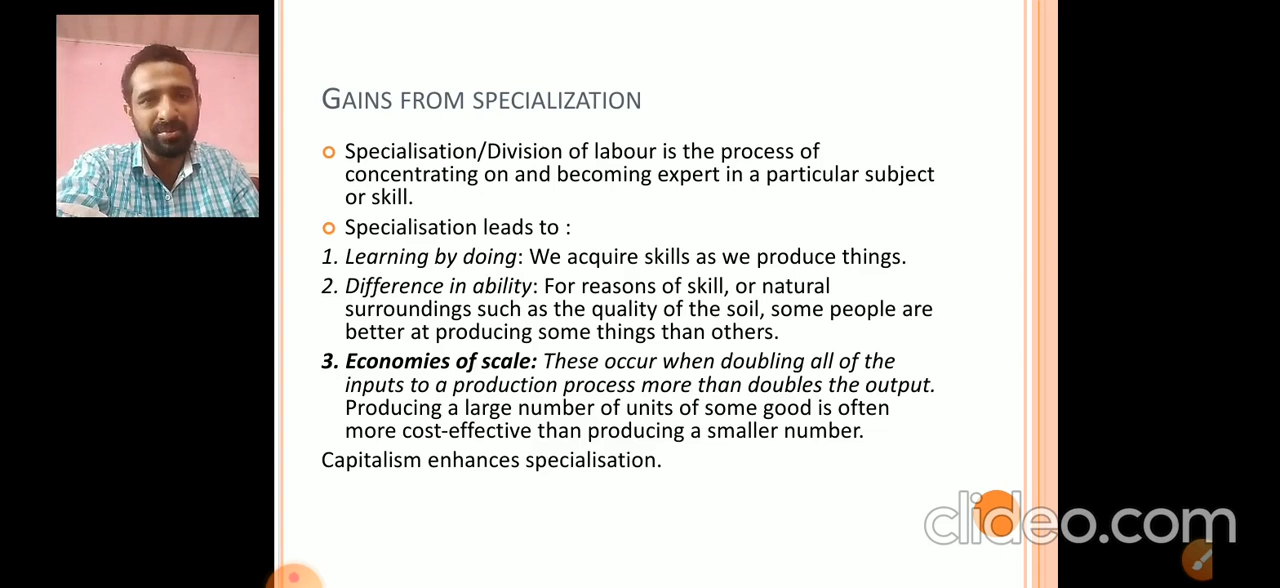 GAINS FROM SPECIALIZATION
Specialisation/Division of labour is the process of
concentrating on and becoming expert in a particular subject
or skill.
Specialisation leads to :
1. Learning by doing: We acquire skills as we produce things.
2. Difference in ability: For reasons of skill, or natural
surroundings such as the quality of the soil, some people are
better at producing some things than others.
3. Economies of scale: These occur when doubling all of the
inputs to a production process more than doubles the output.
Producing a large number of units of some good is often
more cost-effective than producing a smaller number.
Capitalism enhances specialisation.
clideo.com